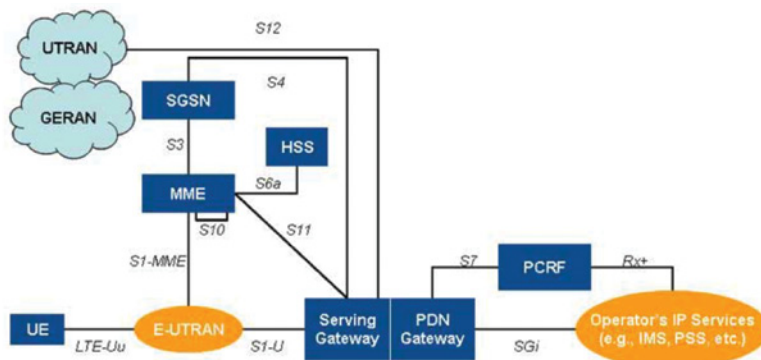 S12
UTRAN
S4
SGSN
GERAN
S3
HSS
MME
S6a
S10
S11
S1-MME
S7
PCRF
Rx+
UE
E-UTRAN
Serving
Gateway
PDN
Gateway
Operator's IP Services
(e.g., IMS, PSS, etc.)
LTE-Uu
S1-U
SGi